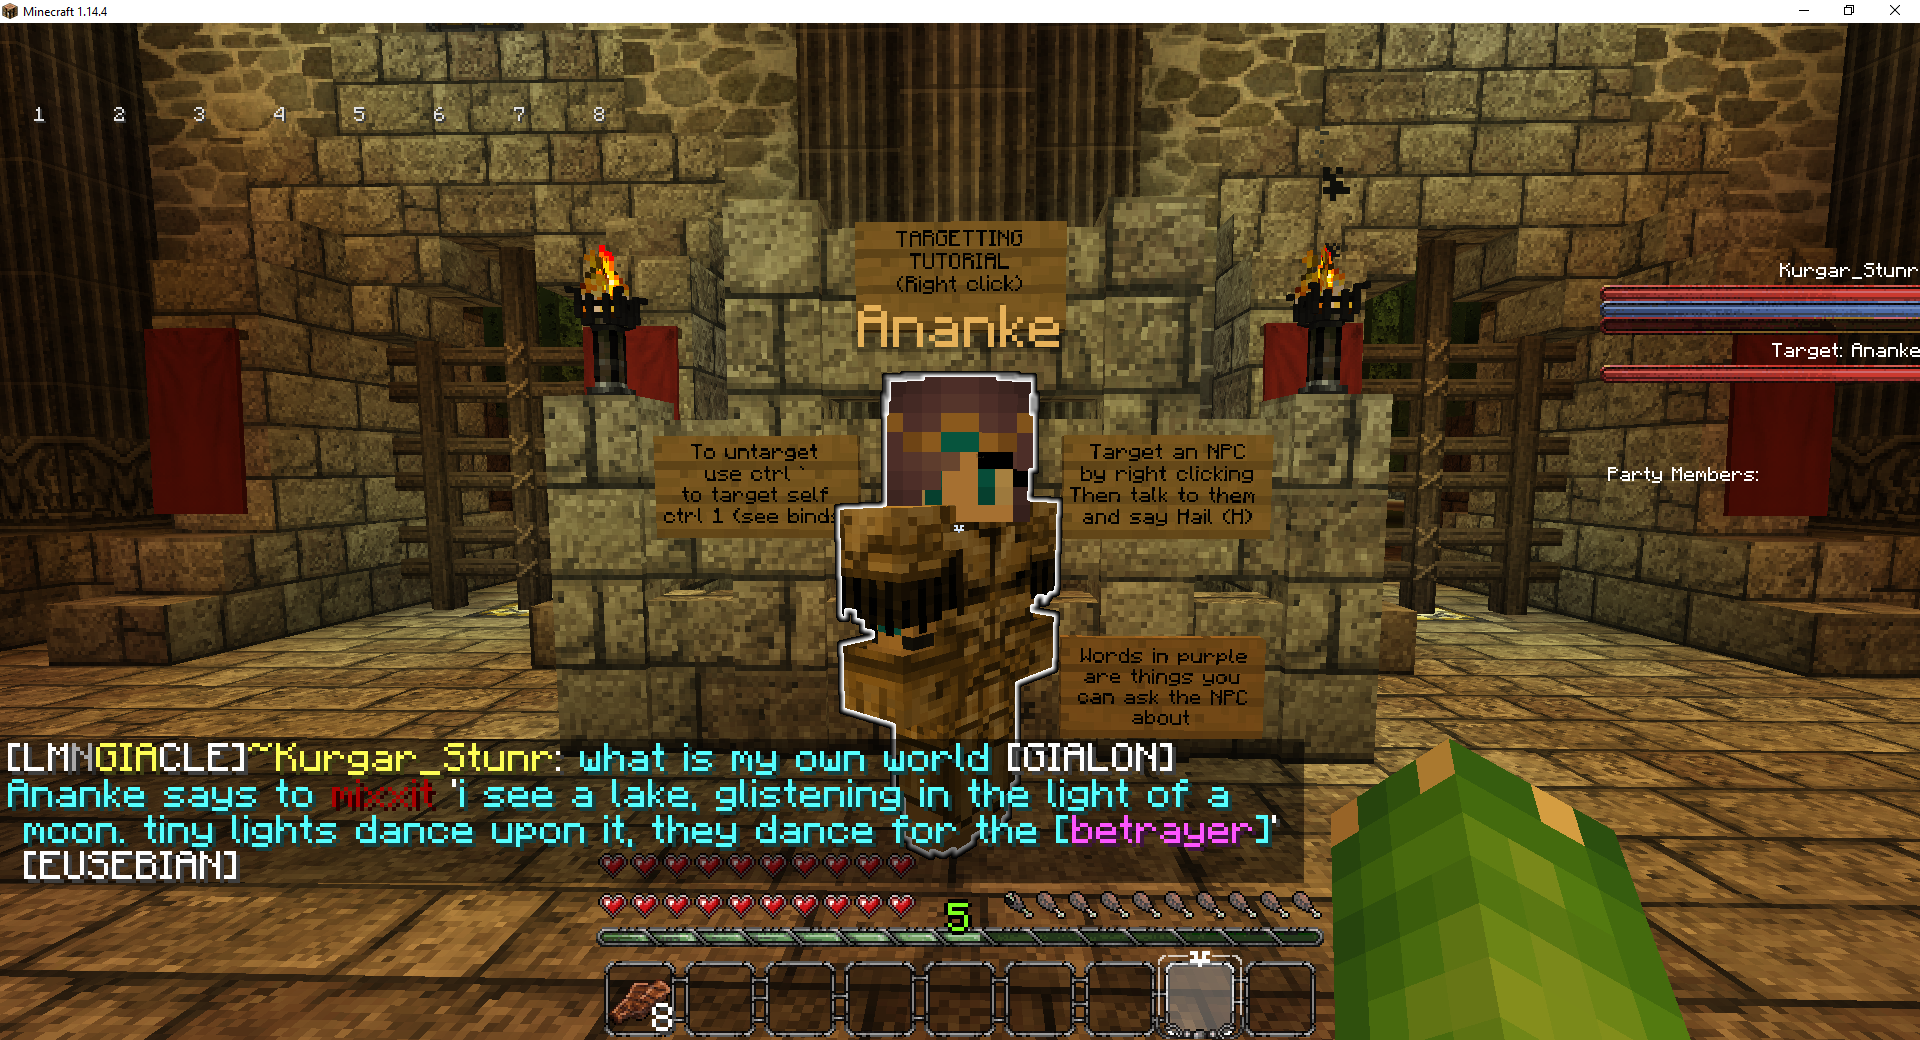 Minecraft 1.14.4
1 2 3 4 5 6 7 8
TARGETTING
TUTORIAL
(Right click)
Ananke
Kurgar_Stunr
Target: Ananke
Party Members:
To untarget
use ctrl `
to target self
ctrl 1 (see binds
Target an NPC
by right clicking
Then talk to them
and say Hail (H)
Words in purple
are things you
can ask the NPC
about
[LMNGIACLE]~Kurgar_Stunr: what is my own world [GIALON]
Ananke says to mixxit 'i see a lake, glistening in the light of a
moon. tiny lights dance upon it, they dance for the [betrayer]'
[EUSEBIAN]
5
8